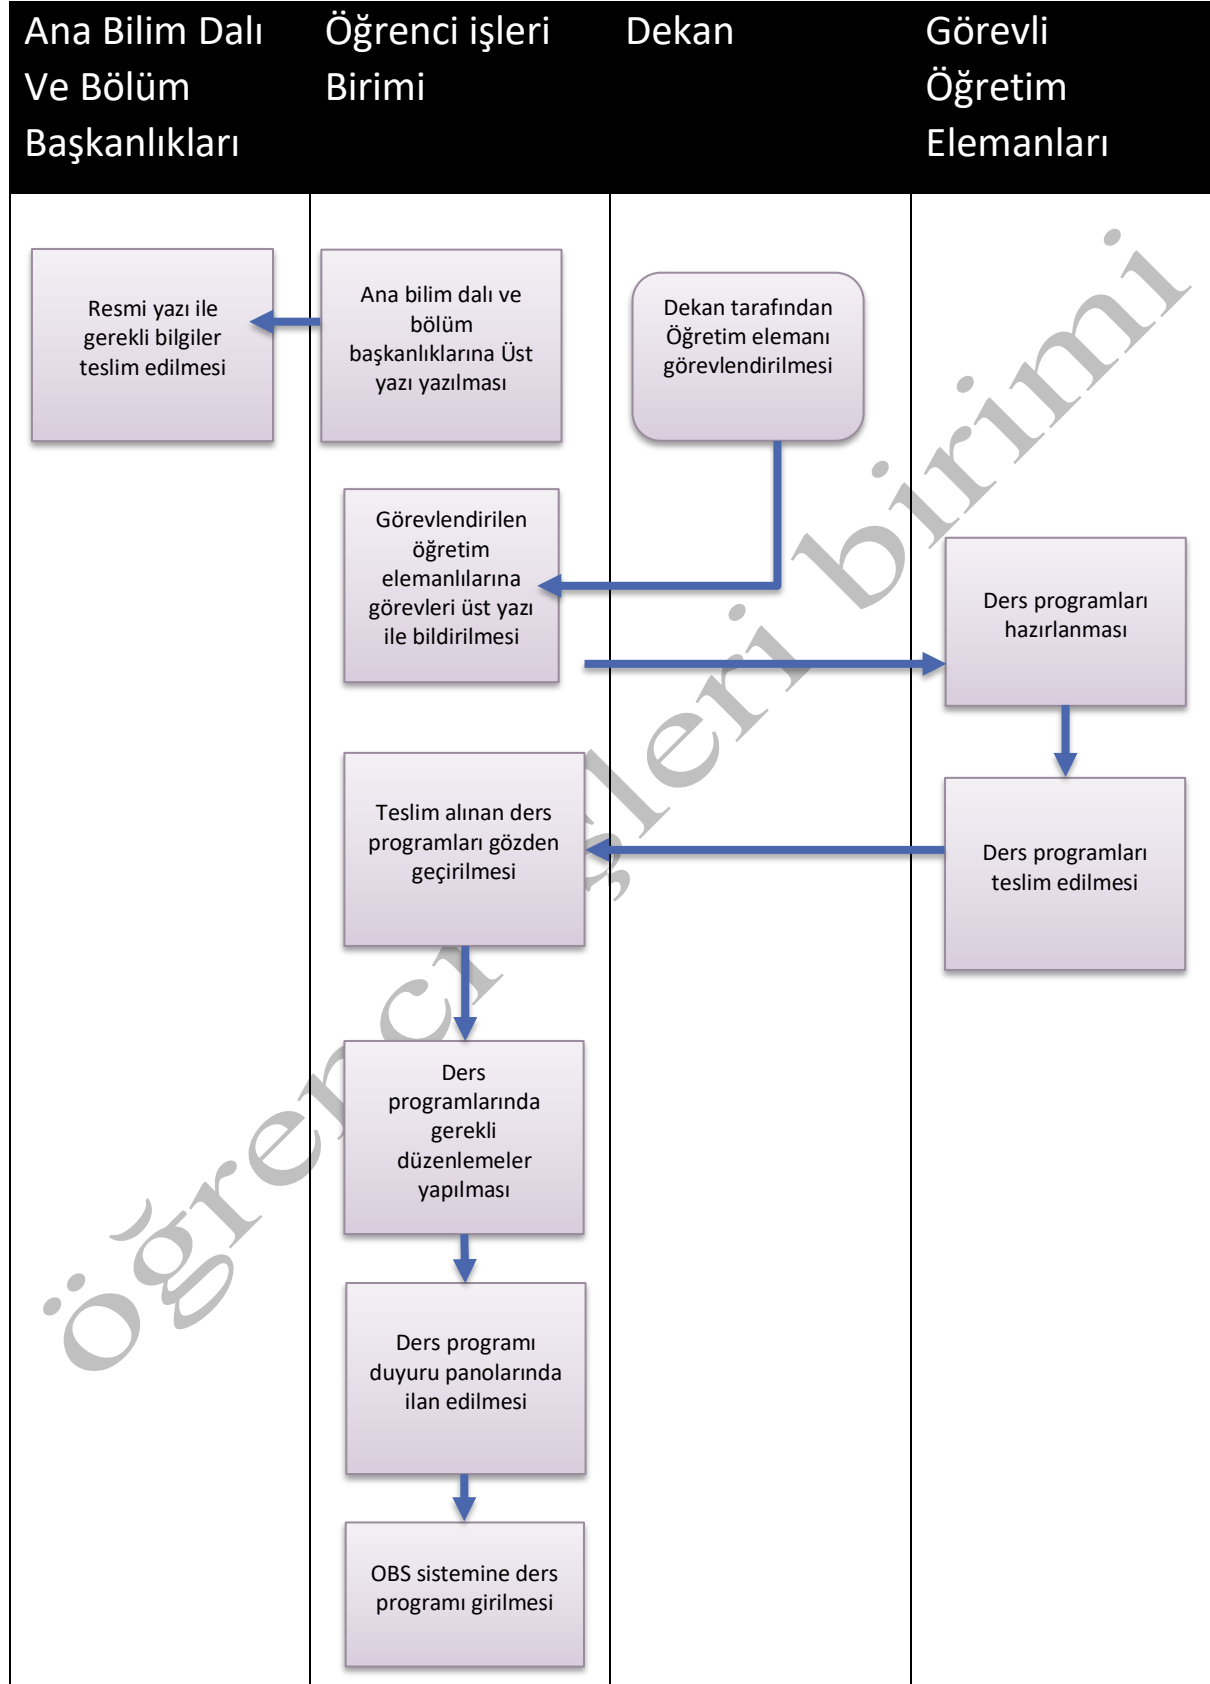 Ana Bilim Dalı
Ve Bölüm
Başkanlıkları
Öğrenci işleri
Birimi
Dekan
Görevli
Öğretim
Elemanları
Resmi yazı ile
gerekli bilgiler
teslim edilmesi
Ana bilim dalı ve
bölüm
başkanlıklarına Üst
yazı yazılması
Dekan tarafından
Öğretim elemanı
görevlendirilmesi
Görevlendirilen
öğretim
elemanlılarına
görevleri üst yazı
ile bildirilmesi
Ders programları
hazırlanması
Teslim alınan ders
programları gözden
geçirilmesi
Ders programları
teslim edilmesi
Ders
programlarında
gerekli
düzenlemeler
yapılması
Ders programı
duyuru panolarında
ilan edilmesi
OBS sistemine ders
programı girilmesi
öğrenci işleri birimi